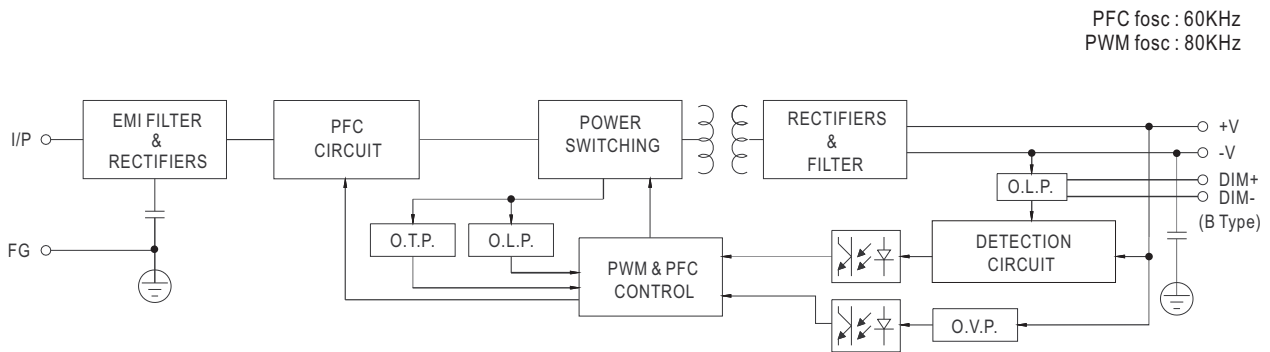 PFC fosc : 60KHz
PWM fosc : 80KHz
I/P
EMI FILTER
&
RECTIFIERS
PFC
CIRCUIT
POWER
SWITCHING
RECTIFIERS
&
FILTER
+V
-V
DIM+
DIM-
(B Type)
O.L.P.
FG
O.T.P.
O.L.P.
PWM & PFC
CONTROL
DETECTION
CIRCUIT
O.V.P.